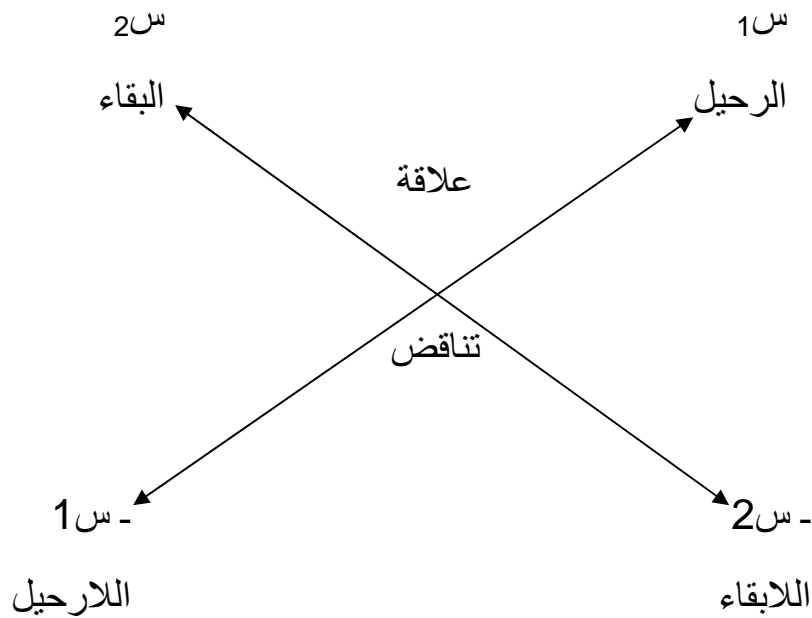 س1
س2
الرحيل
البقاء
علاقة
تناقض
- س2
- س1
اللابقاء
اللارحيل